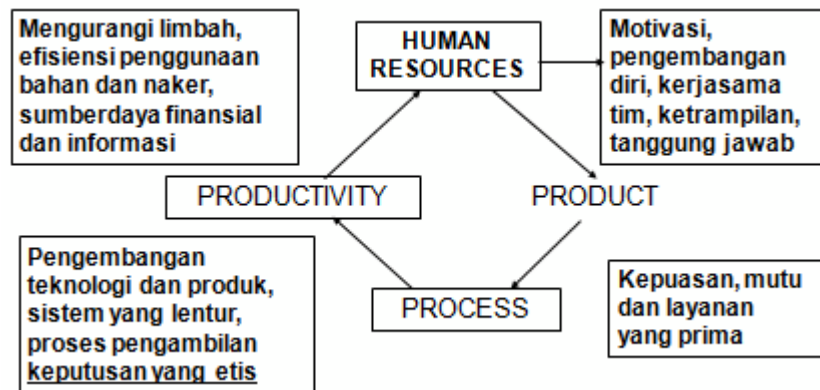 Mengurangi limbah,
efisiensi penggunaan
bahan dan naker,
sumberdaya finansial
dan informasi
HUMAN
RESOURCES
Motivasi,
pengembangan
diri, kerjasama
tim, ketrampilan,
tanggung jawab
PRODUCTIVITY
PRODUCT
Pengembangan
teknologi dan produk,
sistem yang lentur,
proses pengambilan
keputusan yang etis
PROCESS
Kepuasan, mutu
dan layanan
yang prima